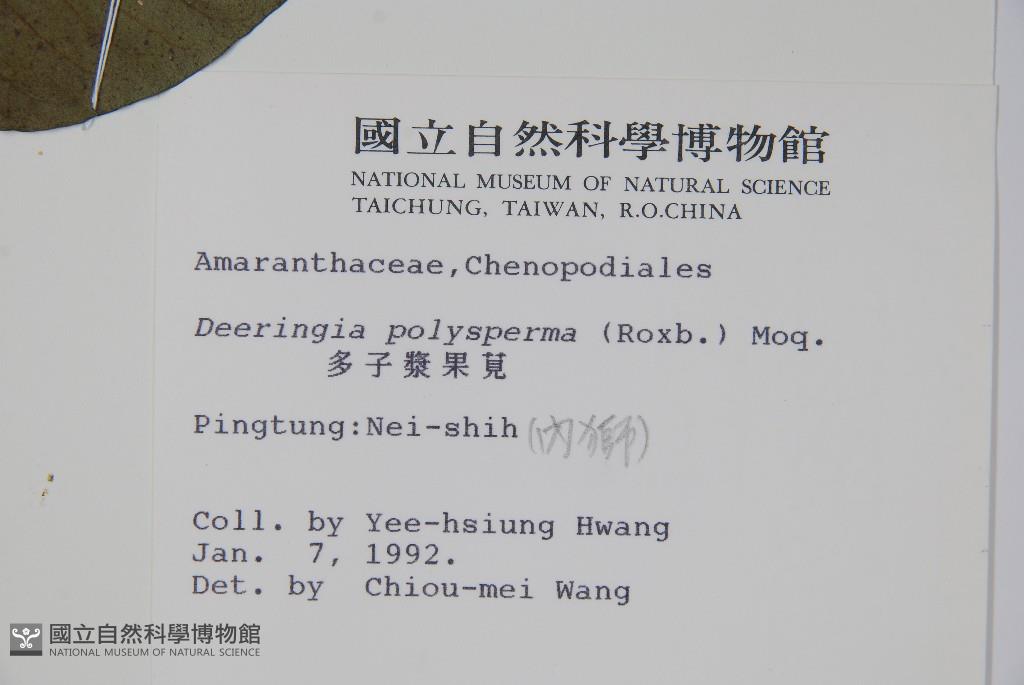 國立自然科學博物館
NATIONAL MUSEUM OF NATURAL SCIENCE
TAICHUNG, TAIWAN, R.O.CHINA
Amaranthaceae,Chenopodiales
Deeringia polysperma (Roxb.) Moq.
多子漿果莧
Pingtung:Nei-shih (內獅)
Coll. by Yee-hsiung Hwang
Jan. 7, 1992.
Det. by Chiou-mei Wang
國立自然科學博物館
NATIONAL MUSEUM OF NATURAL SCIENCE